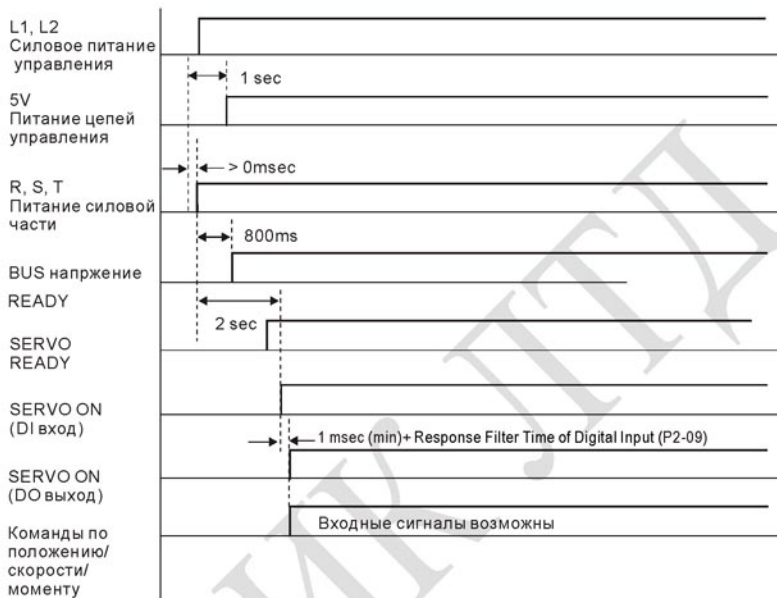 L1, L2
Силовое питание
управления
1 sec
5V
Питание цепей
управления
> 0msec
R, S, T
Питание силовой
части
800ms
BUS напржение
READY
2 sec
SERVO
READY
SERVO ON
(DI вход)
1 msec (min)+ Response Filter Time of Digital Input (P2-09)
SERVO ON
(DO выход)
Входные сигналы возможны
Команды по
положению/
скорости/
моменту
ИК ЛТД